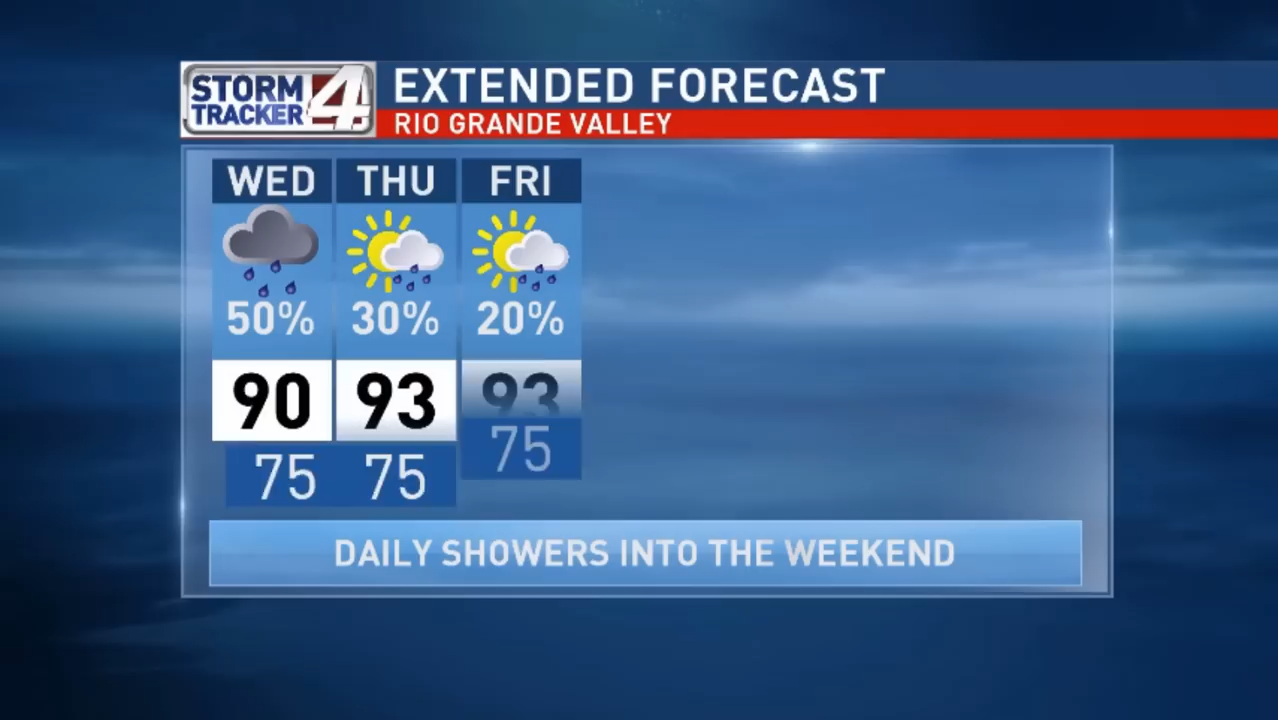 STORM TRACKER 4
EXTENDED FORECAST
RIO GRANDE VALLEY
WED THU FRI
50% 30% 20%
90 93 93
75 75 75
DAILY SHOWERS INTO THE WEEKEND